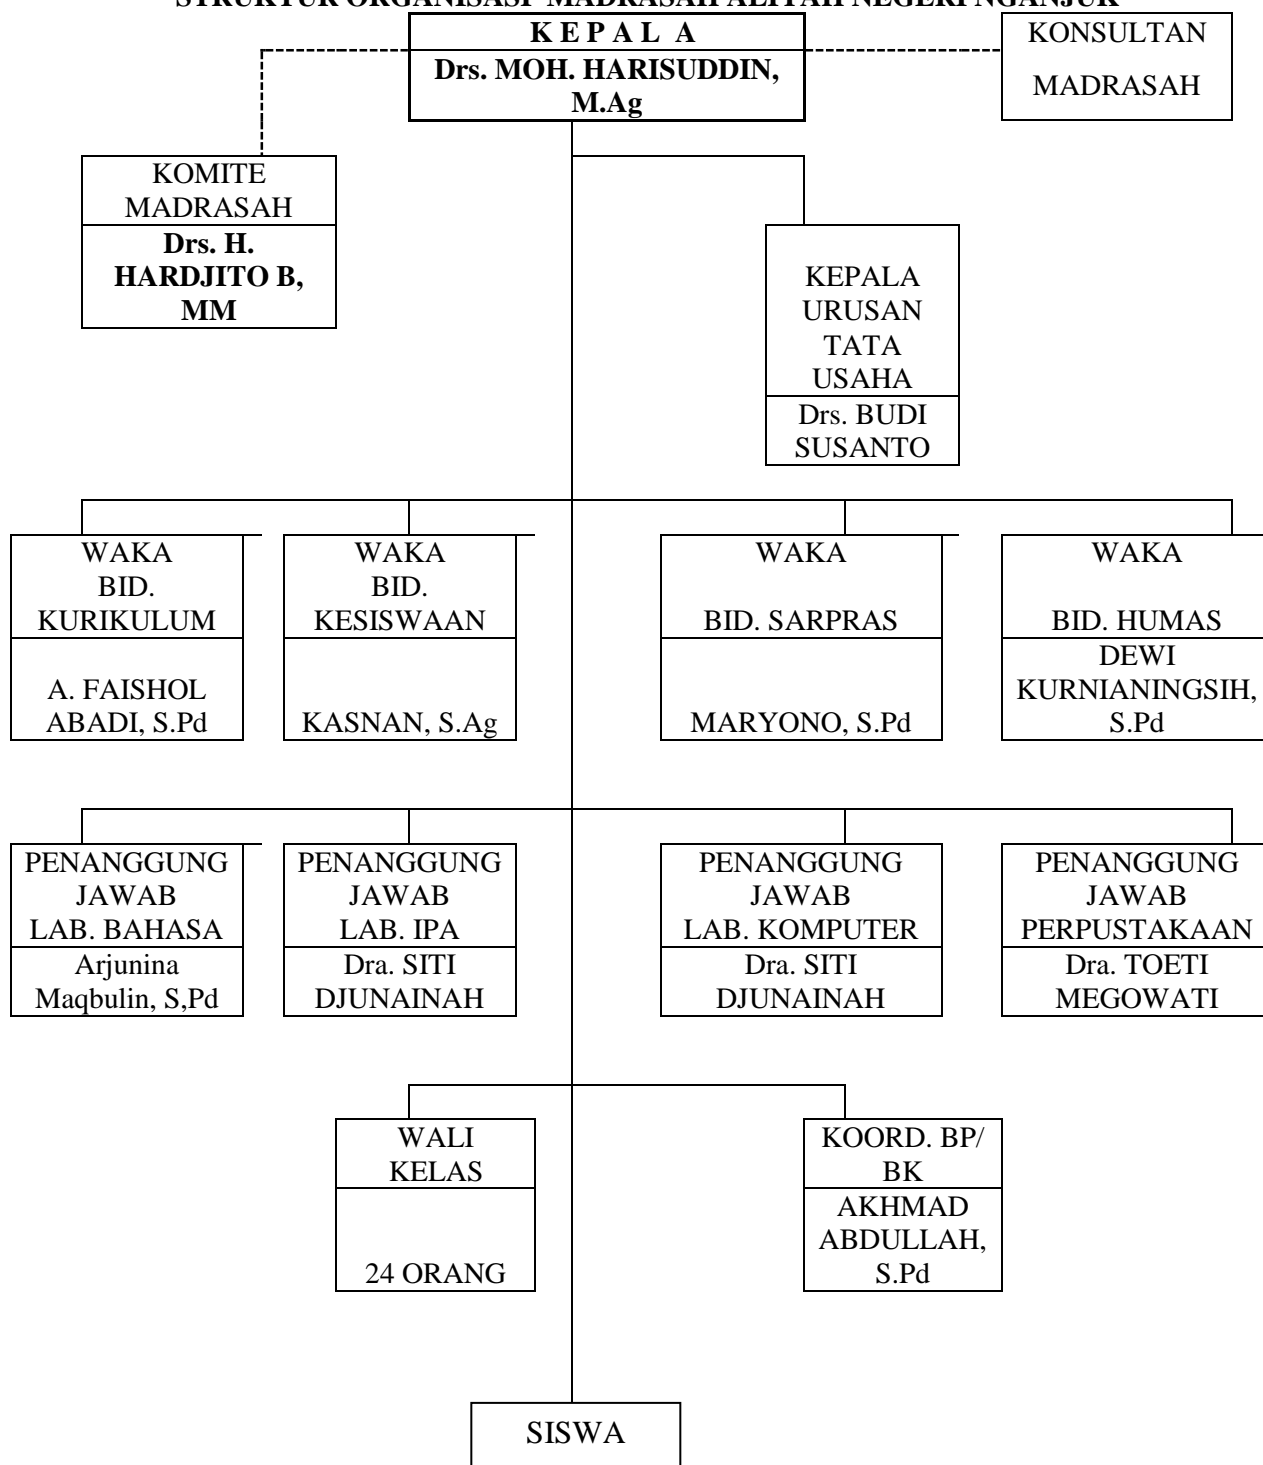 STRUKTUR ORGANISASI MADRASAH ALIYAH NEGERI NGANJUK
K E P A L A
Drs. MOH. HARISUDDIN,
M.Ag
KONSULTAN
MADRASAH
KOMITE
MADRASAH
Drs. H.
HARDJITO B,
MM
KEPALA
URUSAN
TATA
USAHA
Drs. BUDI
SUSANTO
WAKA
BID.
KURIKULUM
A. FAISHOL
ABADI, S.Pd
WAKA
BID.
KESISWAAN
KASNAN, S.Ag
WAKA
BID. SARPRAS
MARYONO, S.Pd
WAKA
BID. HUMAS
DEWI
KURNIANINGSIH,
S.Pd
PENANGGUNG
JAWAB
LAB. BAHASA
Arjunina
Maqbulin, S,Pd
PENANGGUNG
JAWAB
LAB. IPA
Dra. SITI
DJUNAINAH
PENANGGUNG
JAWAB
LAB. KOMPUTER
Dra. SITI
DJUNAINAH
PENANGGUNG
JAWAB
PERPUSTAKAAN
Dra. TOETI
MEGOWATI
WALI
KELAS
24 ORANG
KOORD. BP/
BK
AKHMAD
ABDULLAH,
S.Pd
SISWA